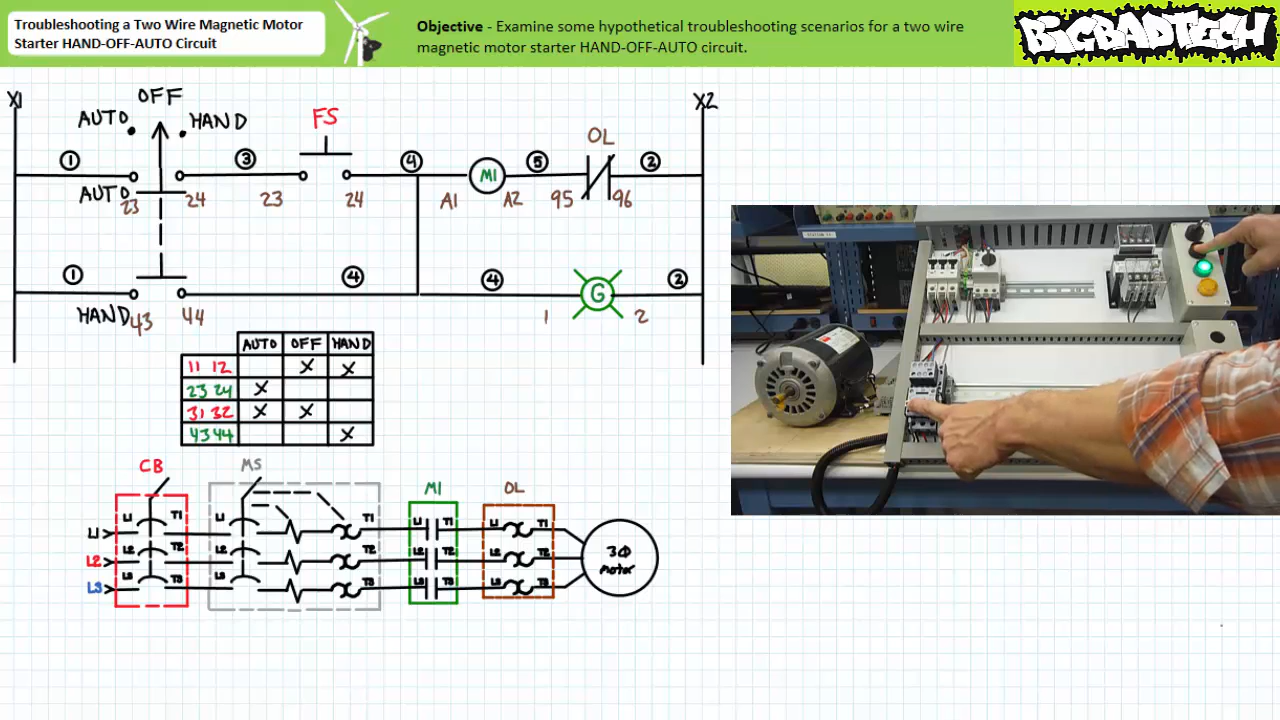 Troubleshooting a Two Wire Magnetic Motor
Starter HAND-OFF-AUTO Circuit
Objective - Examine some hypothetical troubleshooting scenarios for a two wire
magnetic motor starter HAND-OFF-AUTO circuit.
BIGBADTECH
X1
OFF
AUTO
HAND
FS
X2
OL
1
3
4
M1
5
2
AUTO
23
24
23
24
A1
A2
95
96
1
4
4
G
2
HAND
43
44
1
2
AUTO OFF HAND
11 12 X X
23 24 X
31 32 X X
43 44 X
CB
MS
M1
OL
L1 L1 T1 L1 T1 L1 T1 L1 T1
L2 L2 T2 L2 T2 L2 T2 L2 T2
L3 L3 T3 L3 T3 L3 T3 L3 T3
3Φ
motor